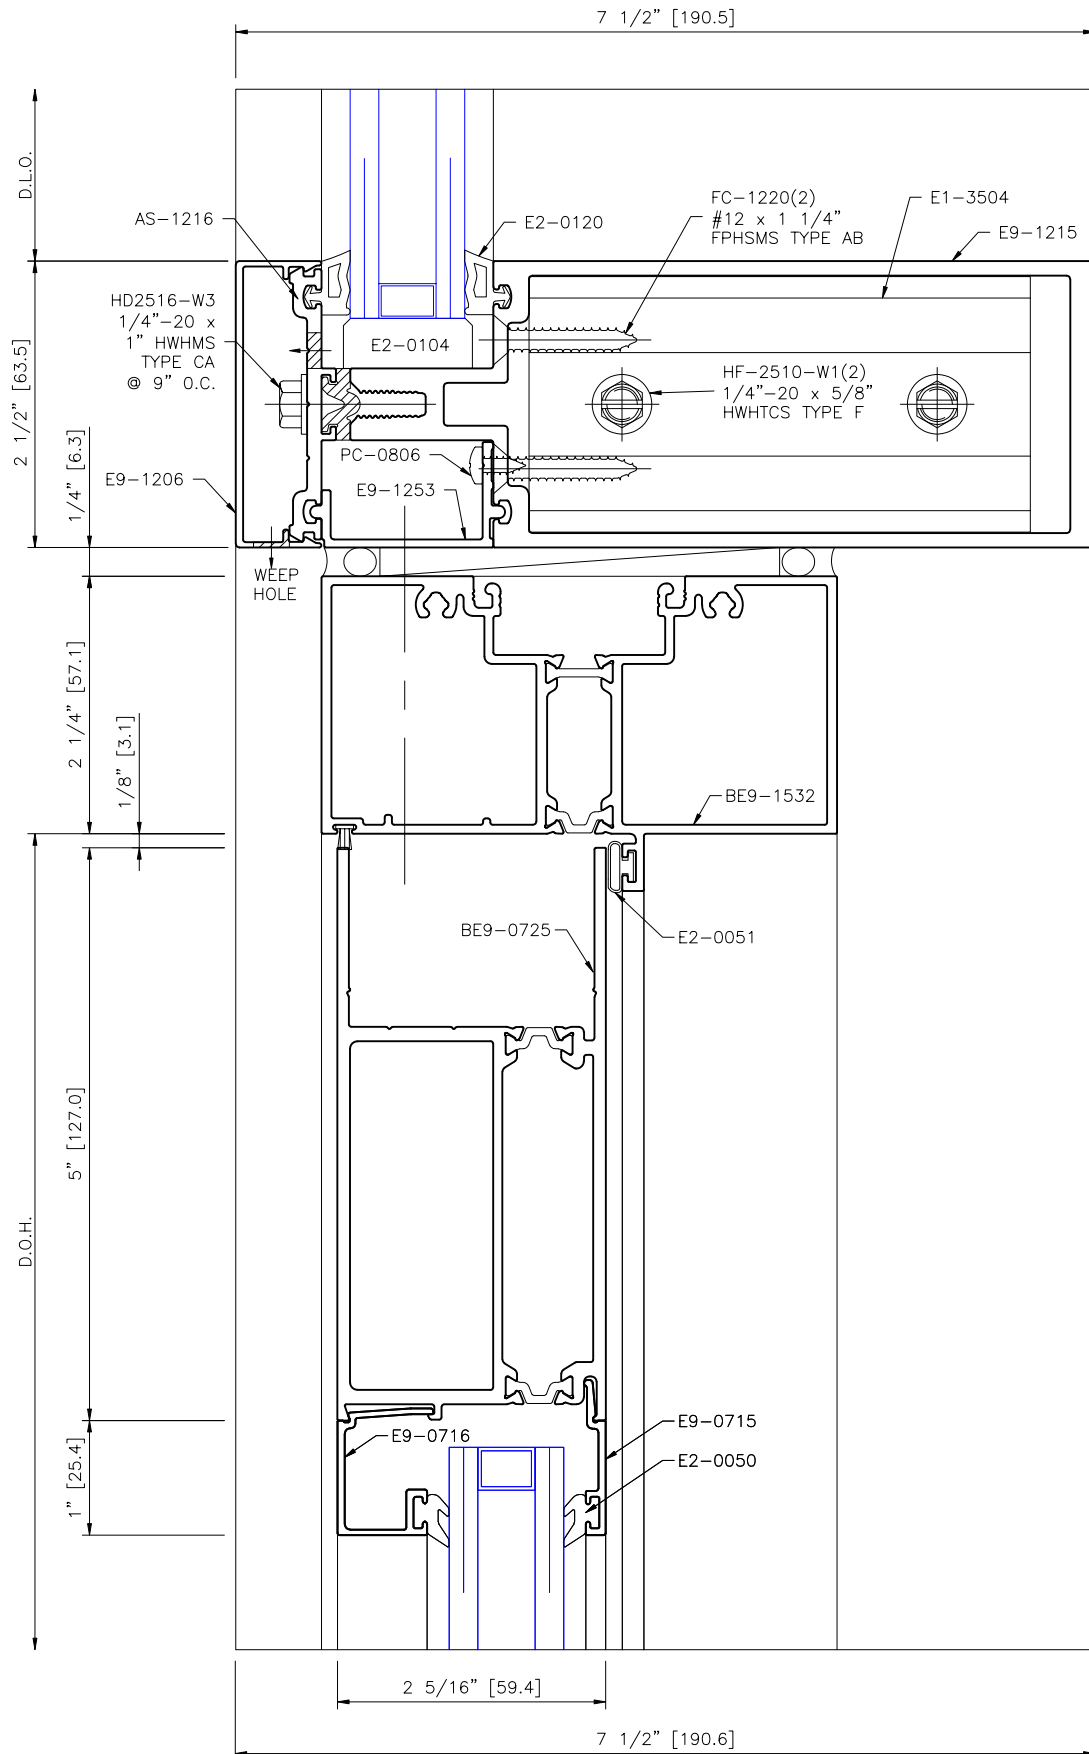 7 1/2” [190.5]
D.L.O.
AS-1216
E2-0120
FC-1220(2)
#12 x 1 1/4”
FPHSMS TYPE AB
E1-3504
E9-1215
HD2516-W3
1/4”-20 x
1” HWHMS
TYPE CA
@ 9” O.C.
E2-0104
HF-2510-W1(2)
1/4”-20 x 5/8”
HWHTCS TYPE F
2 1/2” [63.5]
1/4” [6.3]
E9-1206
PC-0806
E9-1253
WEEP
HOLE
2 1/4” [57.1]
1/8” [3.1]
BE9-1532
BE9-0725
E2-0051
5” [127.0]
D.O.H.
E9-0716
E9-0715
E2-0050
1” [25.4]
2 5/16” [59.4]
7 1/2” [190.6]